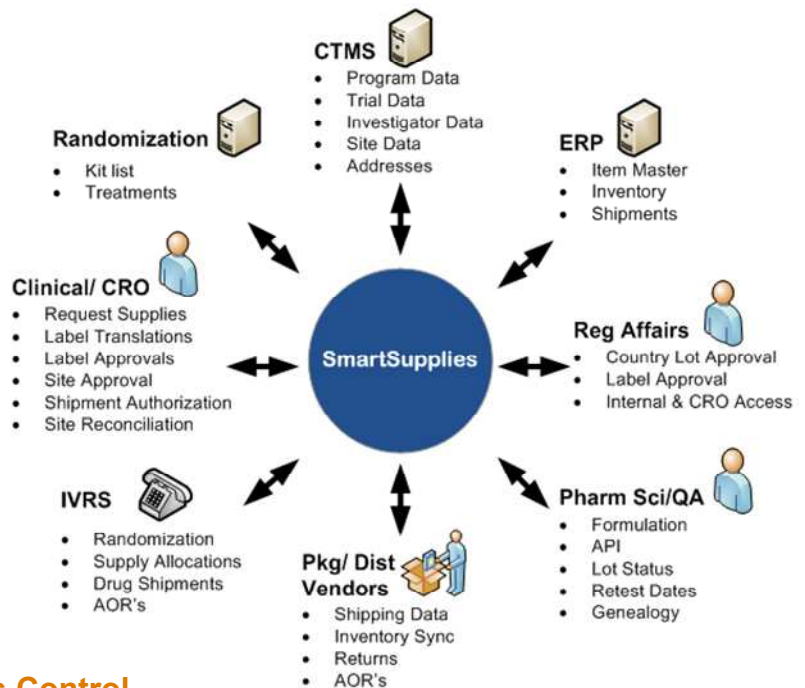 CTMS
• Program Data
• Trial Data
• Investigator Data
• Site Data
• Addresses
Randomization
• Kit list
• Treatments
ERP
• Item Master
• Inventory
• Shipments
Clinical/ CRO
• Request Supplies
• Label Translations
• Label Approvals
• Site Approval
• Shipment Authorization
• Site Reconciliation
SmartSupplies
Reg Affairs
• Country Lot Approval
• Label Approval
• Internal & CRO Access
IVRS
• Randomization
• Supply Allocations
• Drug Shipments
• AOR's
Pkg/ Dist
Vendors
• Shipping Data
• Inventory Sync
• Returns
• AOR's
Pharm Sci/QA
• Formulation
• API
• Lot Status
• Retest Dates
• Genealogy
Control